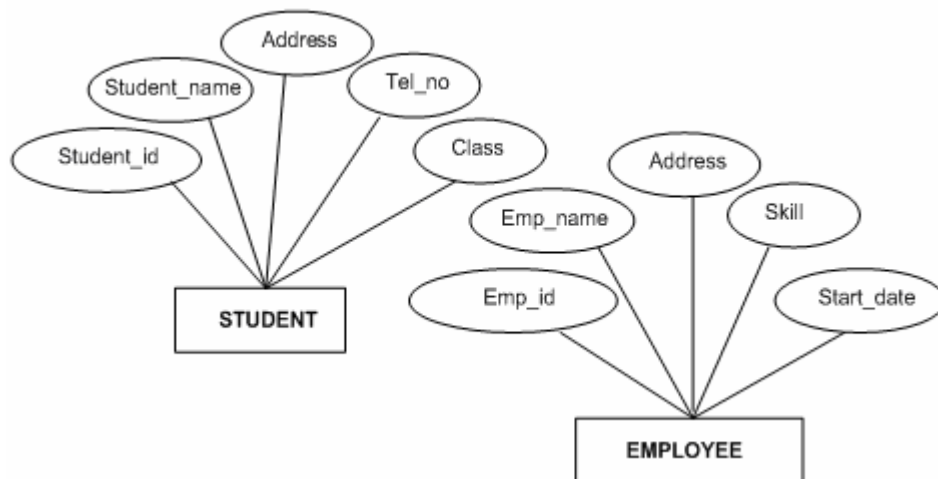 Address
Student_name
Tel_no
Student_id
Class
STUDENT
Address
Emp_name
Skill
Emp_id
Start_date
EMPLOYEE